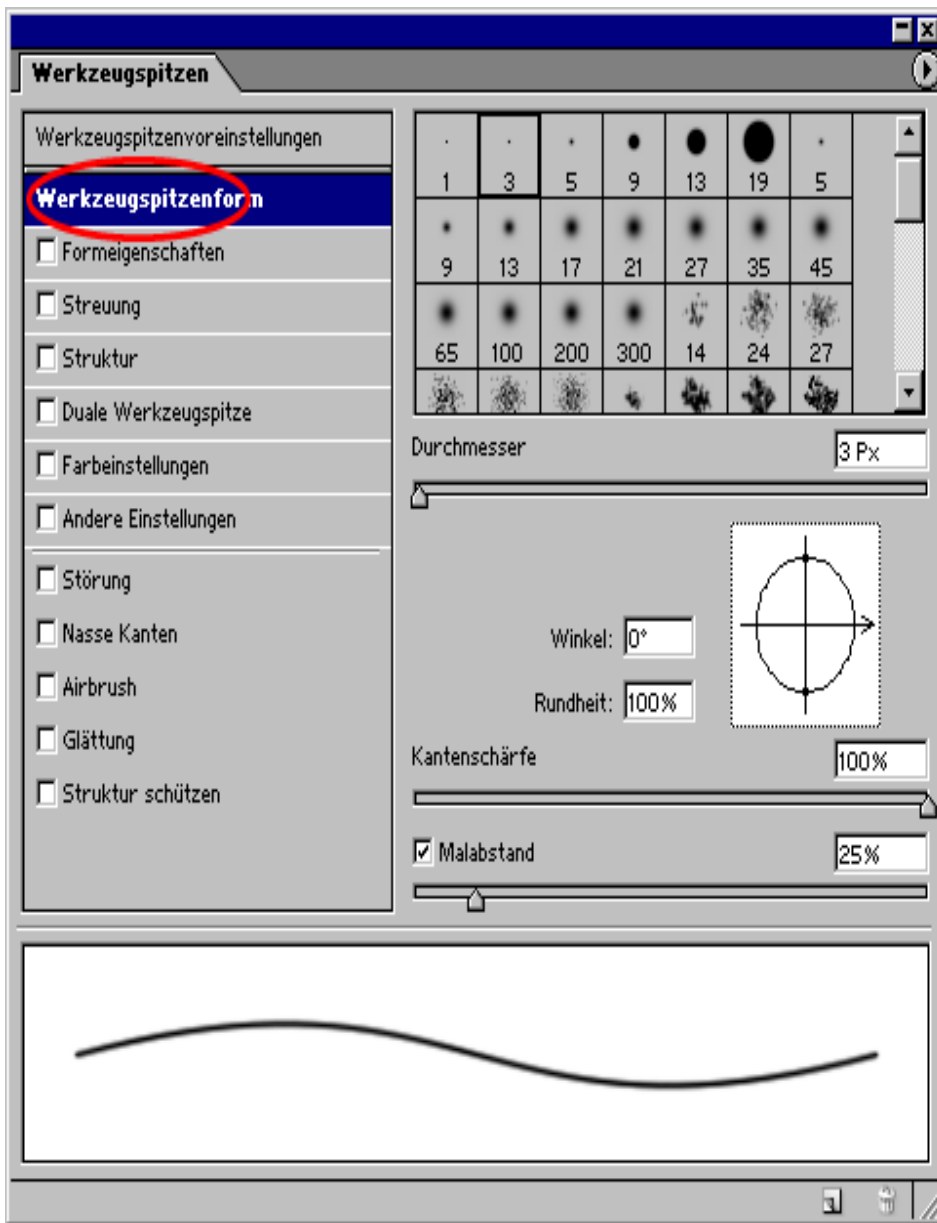 Werkzeugspitzen
Werkzeugspitzenvoreinstellungen
Werkzeugspitzenform
Formeigenschaften
Streuung
Struktur
Duale Werkzeugspitze
Farbeinstellungen
Andere Einstellungen
Störung
Nasse Kanten
Airbrush
Glättung
Struktur schützen
1 3 5 9 13 19 5
9 13 17 21 27 35 45
65 100 200 300 14 24 27
Durchmesser 3 Px
Winkel: 0°
Rundheit: 100%
Kantenschärfe 100%
Malabstand 25%